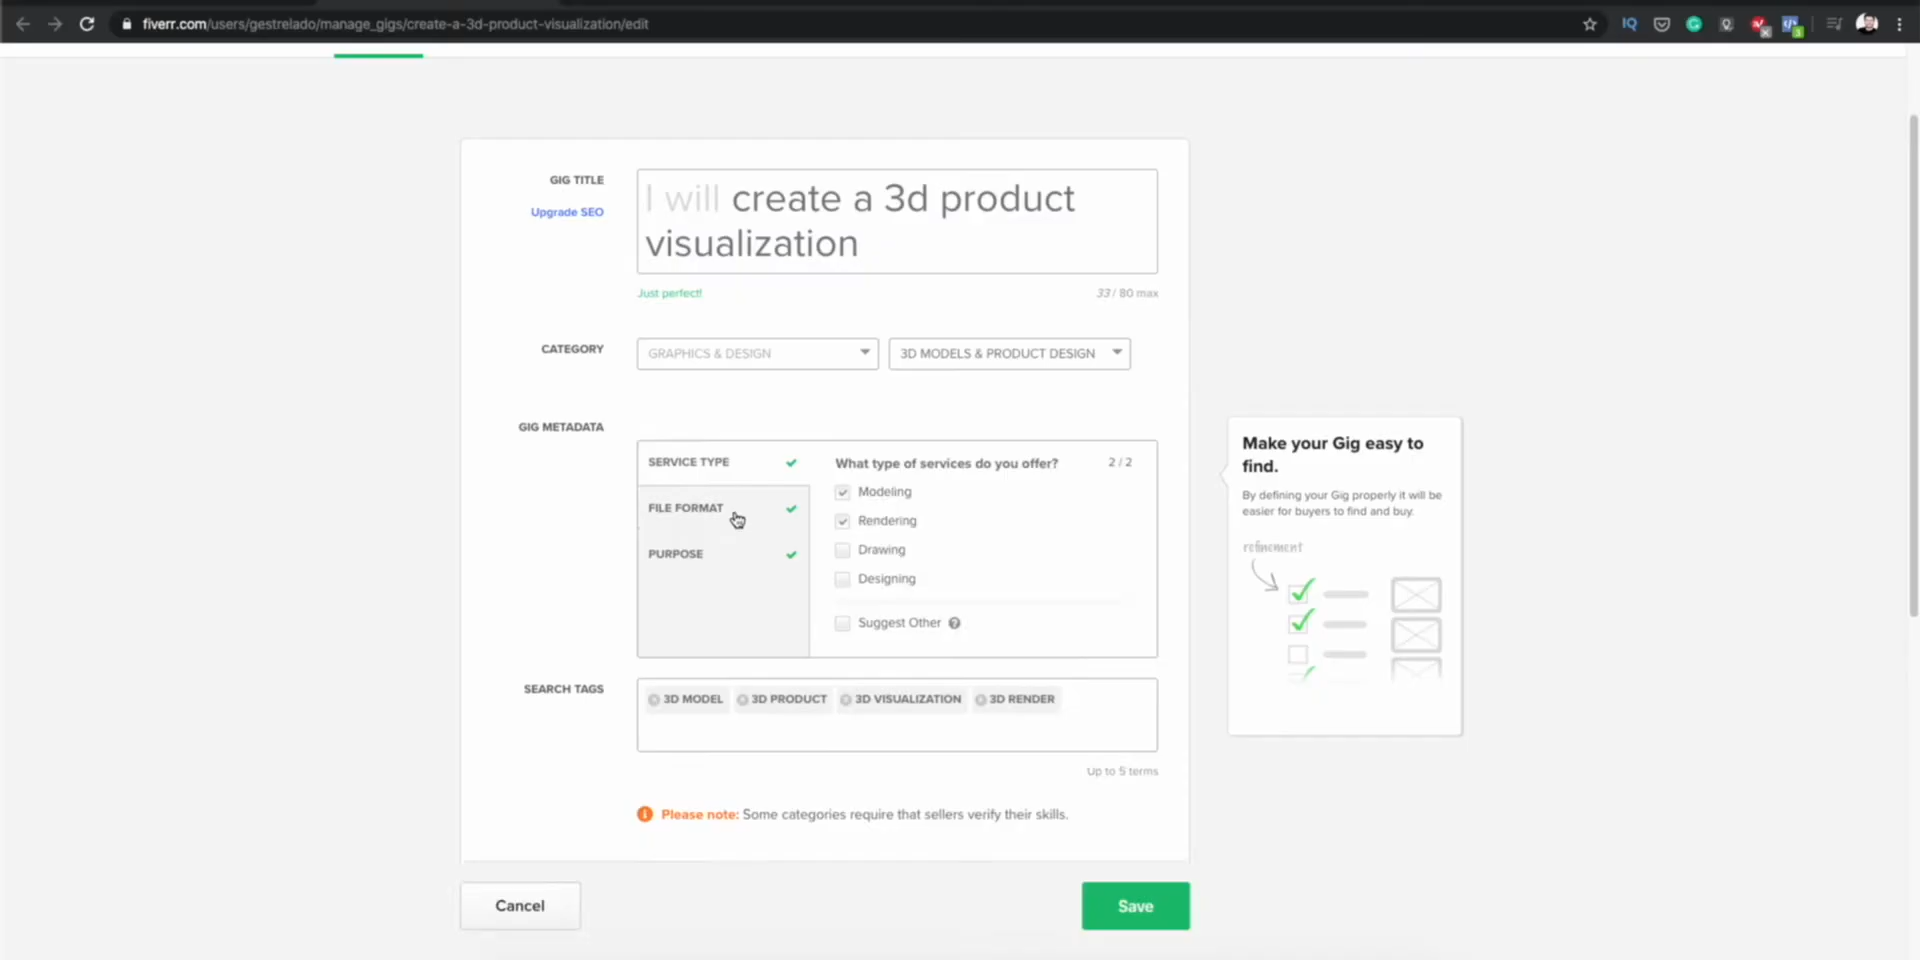 fiverr.com/users/gestrelado/manage_gigs/create-a-3d-product-visualization/edit
GIG TITLE
Upgrade SEO
I will create a 3d product
visualization
Just perfect!
33 / 80 max
CATEGORY
GRAPHICS & DESIGN
3D MODELS & PRODUCT DESIGN
GIG METADATA
SERVICE TYPE
FILE FORMAT
PURPOSE
What type of services do you offer?
2 / 2
Modeling
Rendering
Drawing
Designing
Suggest Other ?
SEARCH TAGS
3D MODEL
3D PRODUCT
3D VISUALIZATION
3D RENDER
Up to 5 terms
Please note: Some categories require that sellers verify their skills.
Cancel
Save
Make your Gig easy to
find.
By defining your Gig properly it will be
easier for buyers to find and buy.
refinement
IQ